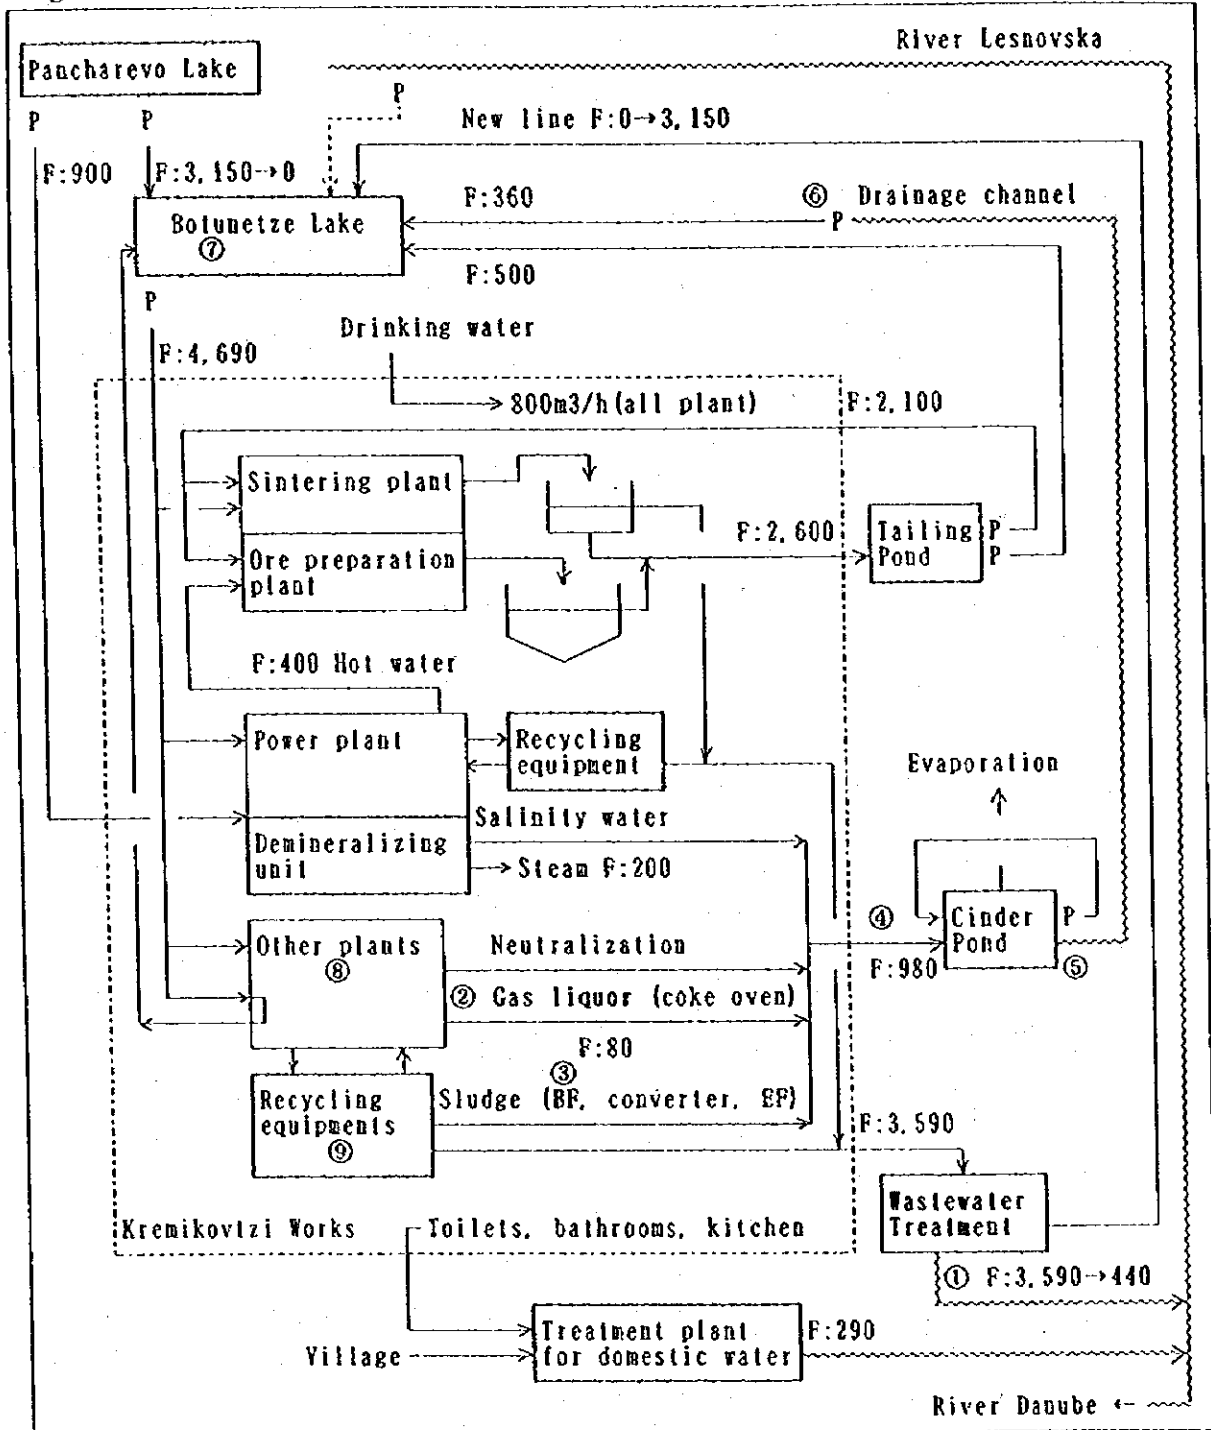 River Lesnovska
Pancharevo Lake
P
P
P
New line F:0→3,150
F:900
F:3,150→0
F:360
⑥ Drainage channel
Botunetze Lake
⑦
P
F:500
P
Drinking water
F:4,690
800m3/h(all plant)
F:2,100
Sintering plant
F:2,600
Tailing
Pond
P
P
Ore preparation
plant
F:400 Hot water
Power plant
Recycling
equipment
Evaporation
Salinity water
Demineralizing
unit
Steam F:200
④
Cinder
Pond
P
Other plants
⑧
Neutralization
F:980
⑤
② Gas liquor (coke oven)
F:80
③
Recycling
equipments
⑨
Sludge (BF, converter, EF)
F:3,590
Wastewater
Treatment
Kremikovtzi Works
Toilets, bathrooms, kitchen
① F:3,590→440
Treatment plant
for domestic water
F:290
Village
River Danube